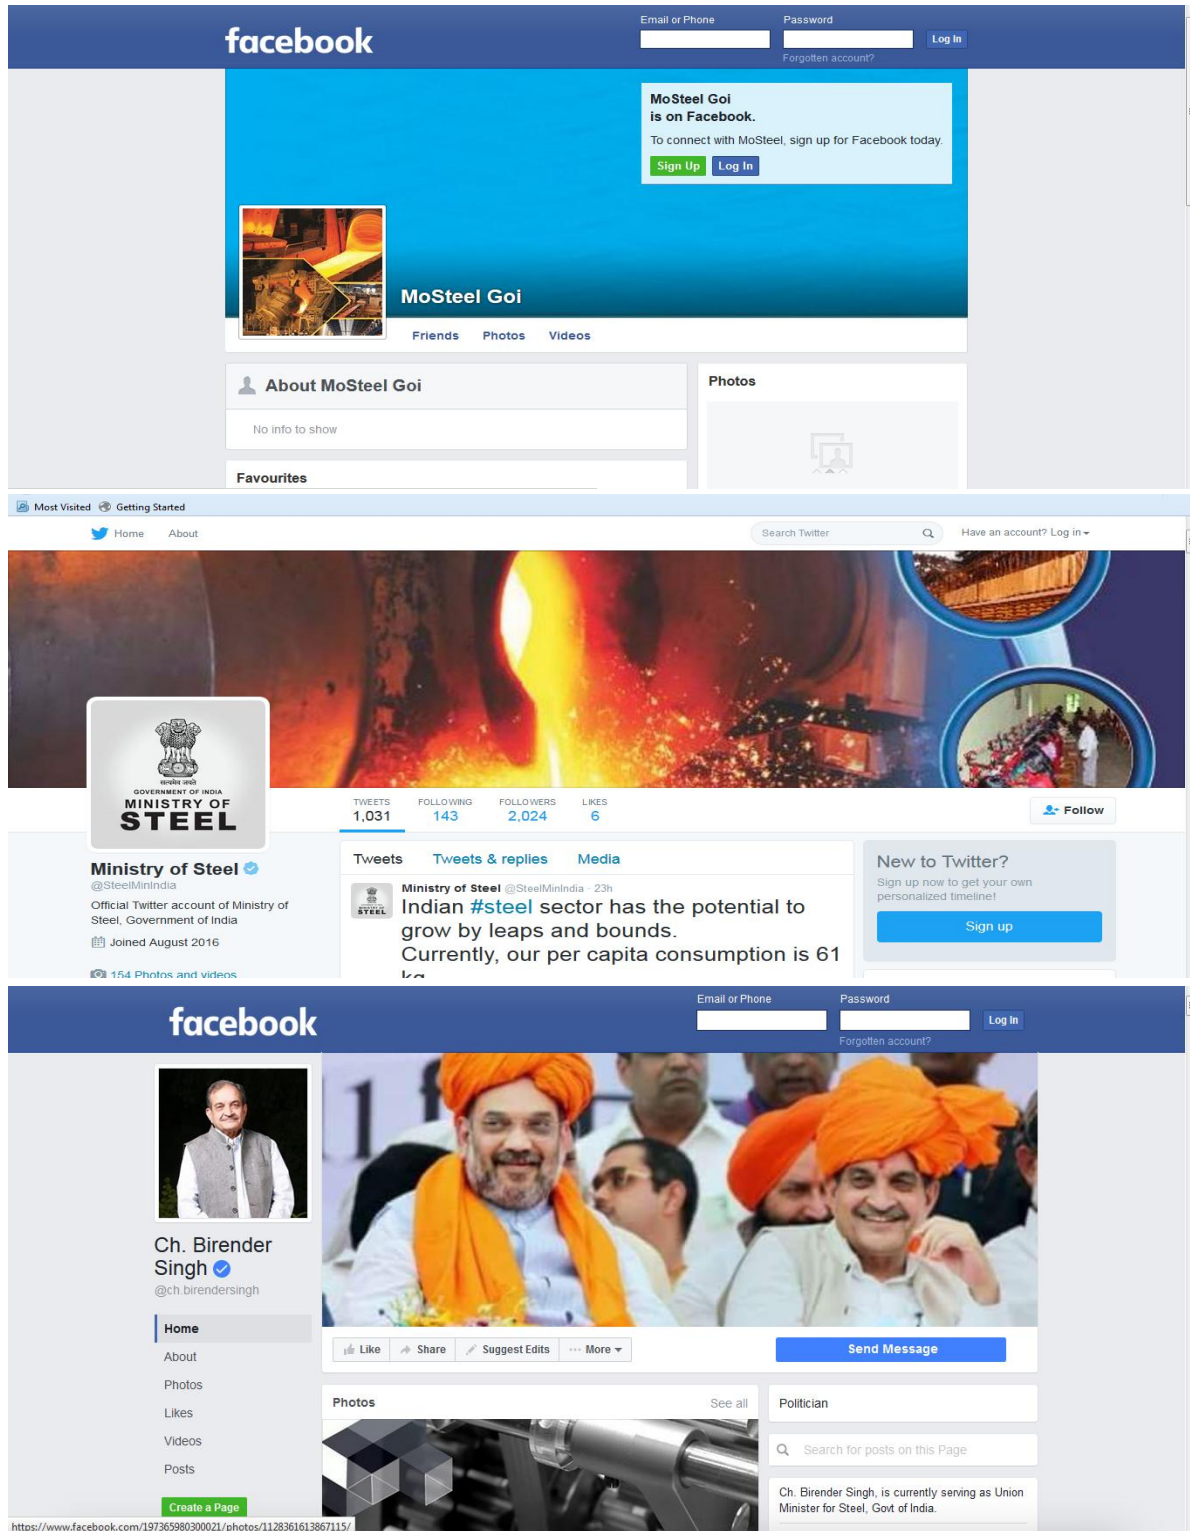 facebook
Email or Phone
Password
Log In
Forgotten account?
MoSteel Goi
is on Facebook.
To connect with MoSteel, sign up for Facebook today.
Sign Up
Log In
MoSteel Goi
Friends
Photos
Videos
About MoSteel Goi
Photos
No info to show
Favourites
Most Visited
Getting Started
Home
About
Search Twitter
Have an account? Log in
सत्यमेव जयते
GOVERNMENT OF INDIA
MINISTRY OF
STEEL
TWEETS
1,031
FOLLOWING
143
FOLLOWERS
2,024
LIKES
6
Follow
Ministry of Steel
@SteelMinIndia
Official Twitter account of Ministry of
Steel, Government of India
Joined August 2016
154 Photos and videos
Tweets
Tweets & replies
Media
STEEL
Ministry of Steel @SteelMinIndia · 23h
Indian #steel sector has the potential to
grow by leaps and bounds.
Currently, our per capita consumption is 61
kg
New to Twitter?
Sign up now to get your own
personalized timeline!
Sign up
facebook
Email or Phone
Password
Log In
Forgotten account?
Ch. Birender
Singh
@ch.birendersingh
Home
About
Photos
Likes
Videos
Posts
Create a Page
Like
Share
Suggest Edits
··· More
Send Message
Photos
See all
Politician
Search for posts on this Page
Ch. Birender Singh, is currently serving as Union
Minister for Steel, Govt of India.
https://www.facebook.com/197365980300021/photos/1128361613867115/